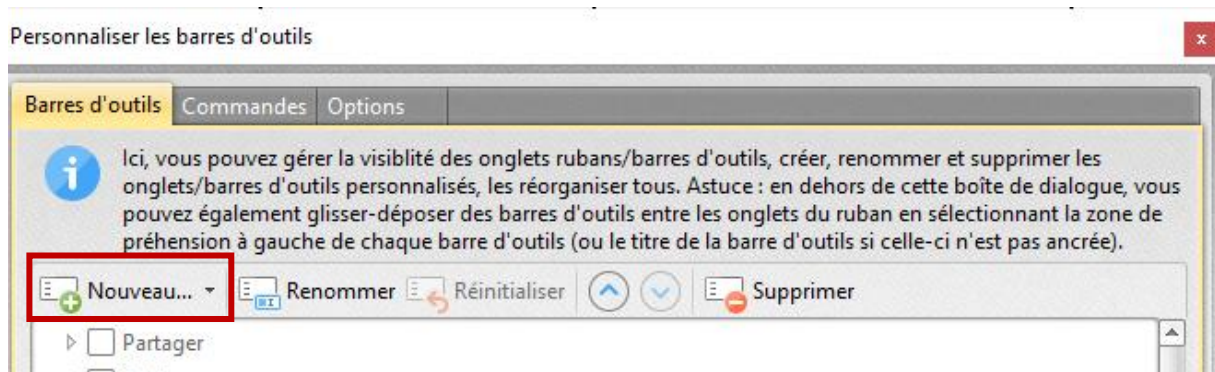 Personnaliser les barres d'outils
x
Barres d'outils Commandes Options
Ici, vous pouvez gérer la visiblité des onglets rubans/barres d'outils, créer, renommer et supprimer les
onglets/barres d'outils personnalisés, les réorganiser tous. Astuce : en dehors de cette boîte de dialogue, vous
pouvez également glisser-déposer des barres d'outils entre les onglets du ruban en sélectionnant la zone de
préhension à gauche de chaque barre d'outils (ou le titre de la barre d'outils si celle-ci n'est pas ancrée).
Nouveau... Renommer Réinitialiser Supprimer
Partager